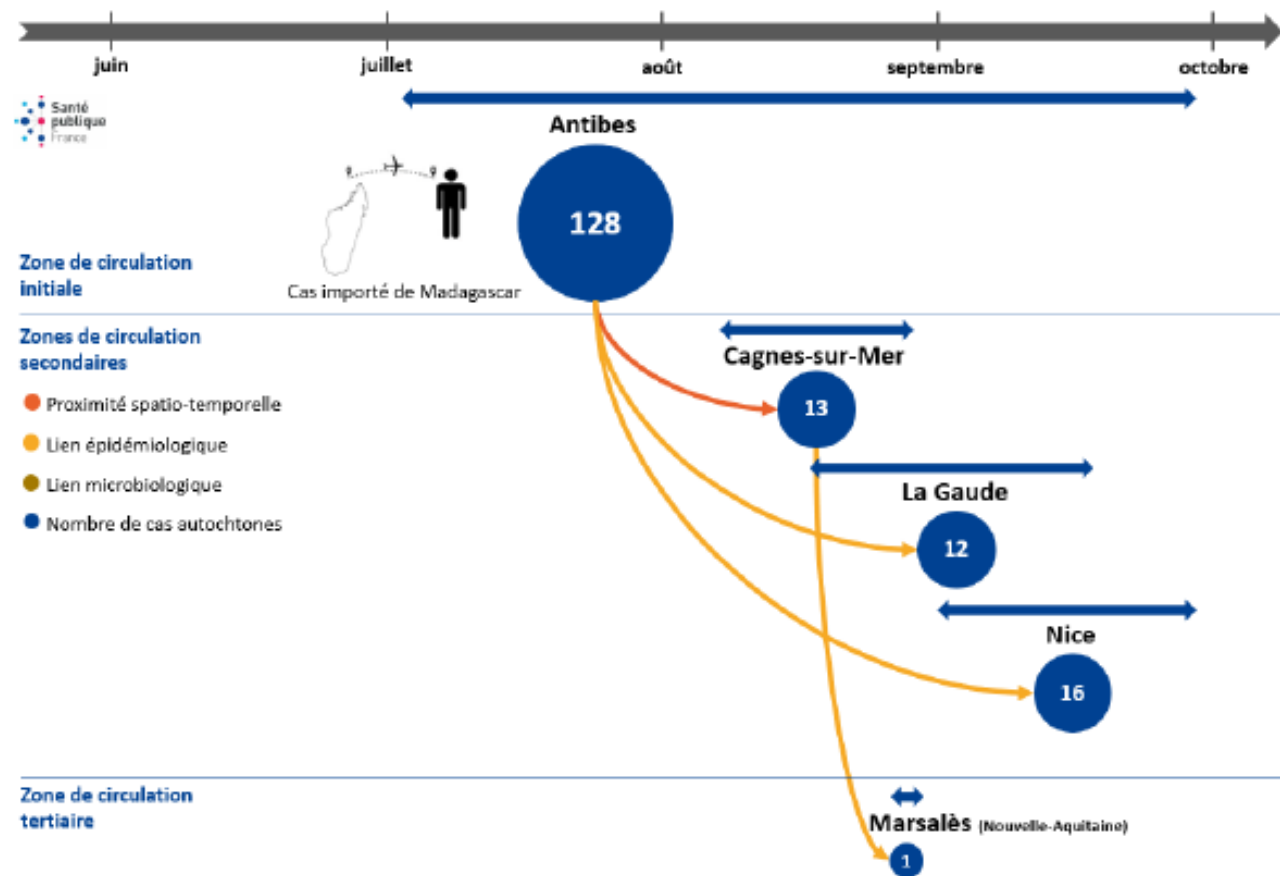 juin
juillet
août
septembre
octobre
Santé
publique
France
Antibes
128
Cas importé de Madagascar
Zone de circulation
initiale
Zones de circulation
secondaires
Proximité spatio-temporelle
Lien épidémiologique
Lien microbiologique
Nombre de cas autochtones
Cagnes-sur-Mer
13
La Gaude
12
Nice
16
Zone de circulation
tertiaire
Marsalès (Nouvelle-Aquitaine)
1